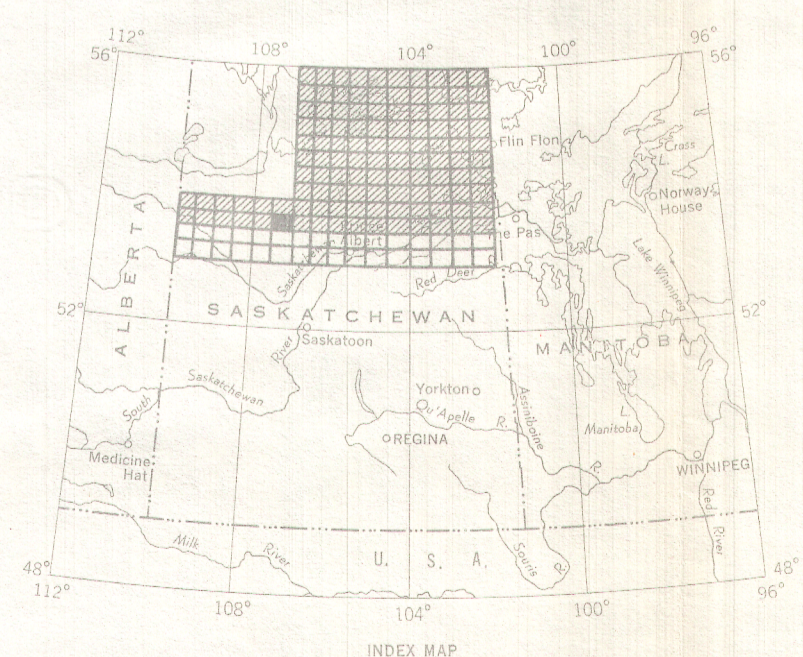 112° 108° 104° 100° 96°
56° 56°
Flin Flon
Cross
L.
Norway
House
Prince
Albert
The Pas
ALBERTA
Saskatchewan
Red Deer
Lake Winnipeg
52° 52°
SASKATCHEWAN
MANITOBA
Saskatoon
River
Saskatchewan
South
Yorkton
Qu'Apelle R.
REGINA
Assiniboine
R.
L.
Manitoba
WINNIPEG
Medicine
Hat
Red
River
Milk River
U. S. A.
Souris
R.
48° 48°
112° 108° 104° 100° 96°
INDEX MAP